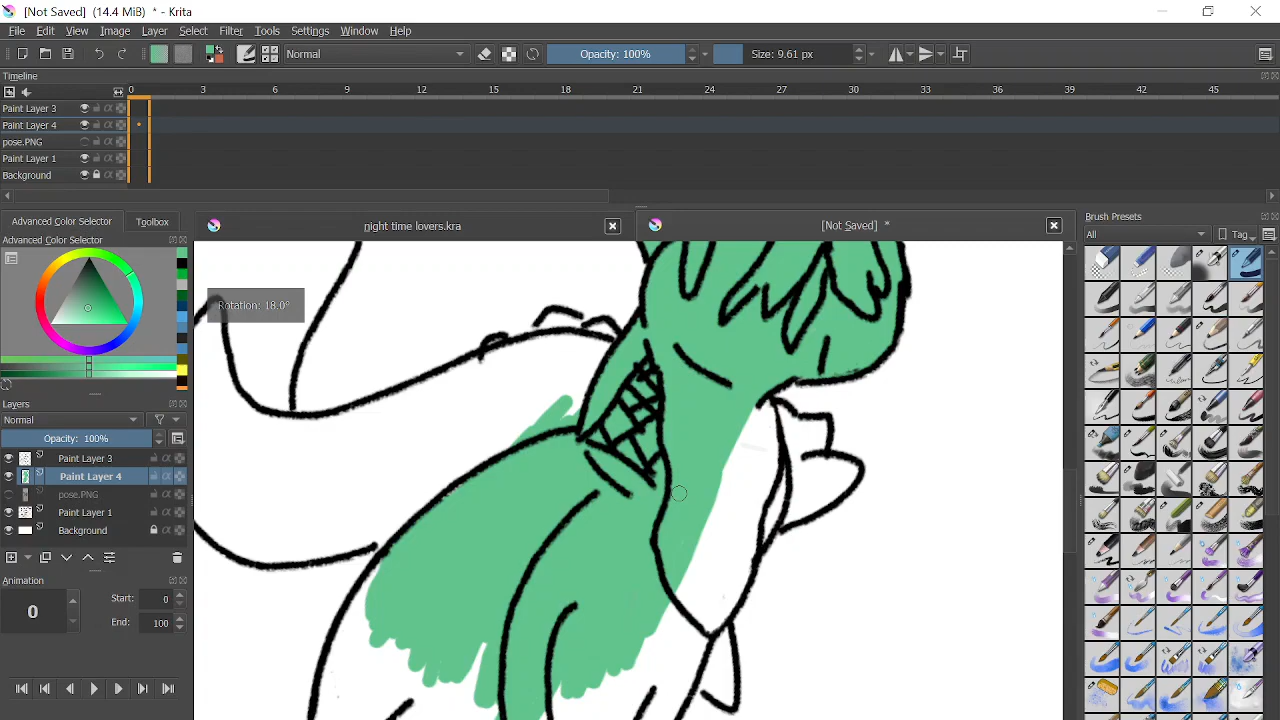 [Not Saved]  (14.4 MiB)  * - Krita
File Edit View Image Layer Select Filter Tools Settings Window Help
Normal Opacity: 100% Size: 9.61 px
Timeline
0 3 6 9 12 15 18 21 24 27 30 33 36 39 42 45
Paint Layer 3
Paint Layer 4
pose.PNG
Paint Layer 1
Background
Advanced Color Selector Toolbox night time lovers.kra [Not Saved]  * Brush Presets
Advanced Color Selector All Tag
Rotation: 18.0°
Layers
Normal
Opacity:  100%
Paint Layer 3
Paint Layer 4
pose.PNG
Paint Layer 1
Background
Animation
0 Start: 0
End: 100